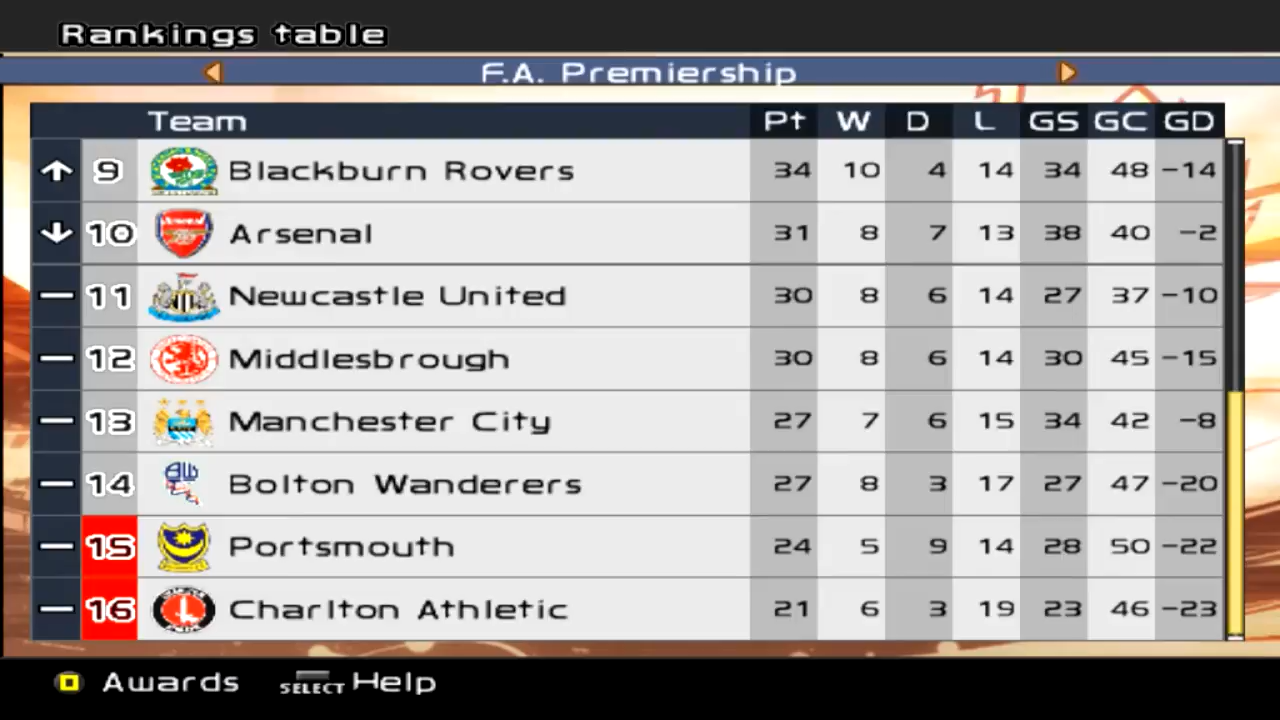 Rankings table
F.A. Premiership
Team Pt W D L GS GC GD
9 Blackburn Rovers 34 10 4 14 34 48 -14
10 Arsenal 31 8 7 13 38 40 -2
11 Newcastle United 30 8 6 14 27 37 -10
12 Middlesbrough 30 8 6 14 30 45 -15
13 Manchester City 27 7 6 15 34 42 -8
14 Bolton Wanderers 27 8 3 17 27 47 -20
15 Portsmouth 24 5 9 14 28 50 -22
16 Charlton Athletic 21 6 3 19 23 46 -23
Awards SELECT Help